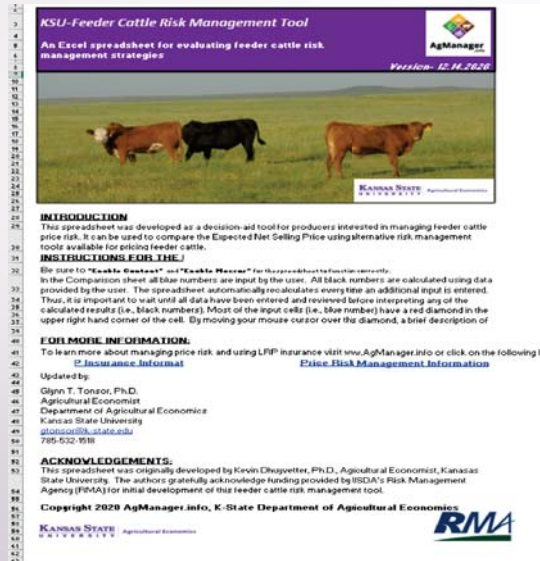 KSU-Feeder Cattle Risk Management Tool
An Excel spreadsheet for evaluating feeder cattle risk
management strategies
AgManager
.info
Version- 12.14.2020
KANSAS STATE
UNIVERSITY
Agricultural Economics
INTRODUCTION
This spreadsheet was developed as a decision-aid tool for producers interested in managing feeder cattle
price risk. It can be used to compare the Expected Net Selling Price using alternative risk management
tools available for pricing feeder cattle.
INSTRUCTIONS FOR THE
Be sure to "Enable Content" and "Enable Macros" for the spreadsheet to function correctly.
In the Comparison sheet all blue numbers are input by the user. All black numbers are calculated using data
provided by the user. The spreadsheet automatically recalculates every time an additional input is entered.
Thus, it is important to wait until all data have been entered and reviewed before interpreting any of the
calculated results (i.e., black numbers). Most of the input cells (i.e., blue number) have a red diamond in the
upper right hand corner of the cell. By moving your mouse cursor over this diamond, a brief description of
FOR MORE INFORMATION:
To learn more about managing price risk and using LRP insurance visit www.AgManager.info or click on the following l
P Insurance Informat Price Risk Management Information
Updated by:
Glynn T. Tonsor, Ph.D.
Agricultural Economist
Department of Agricultural Economics
Kansas State University
gtonsor@k-state.edu
785-532-1518
ACKNOWLEDGEMENTS:
This spreadsheet was originally developed by Kevin Dhuyvetter, Ph.D., Agicultural Economist, Kanasas
State University. The authors gratefully acknowledge funding provided by USDA's Risk Management
Agency (RMA) for initial development of this feeder cattle risk management tool.
Copyright 2020 AgManager.info, K-State Department of Agricultural Economics
KANSAS STATE
UNIVERSITY
Agricultural Economics
RMA